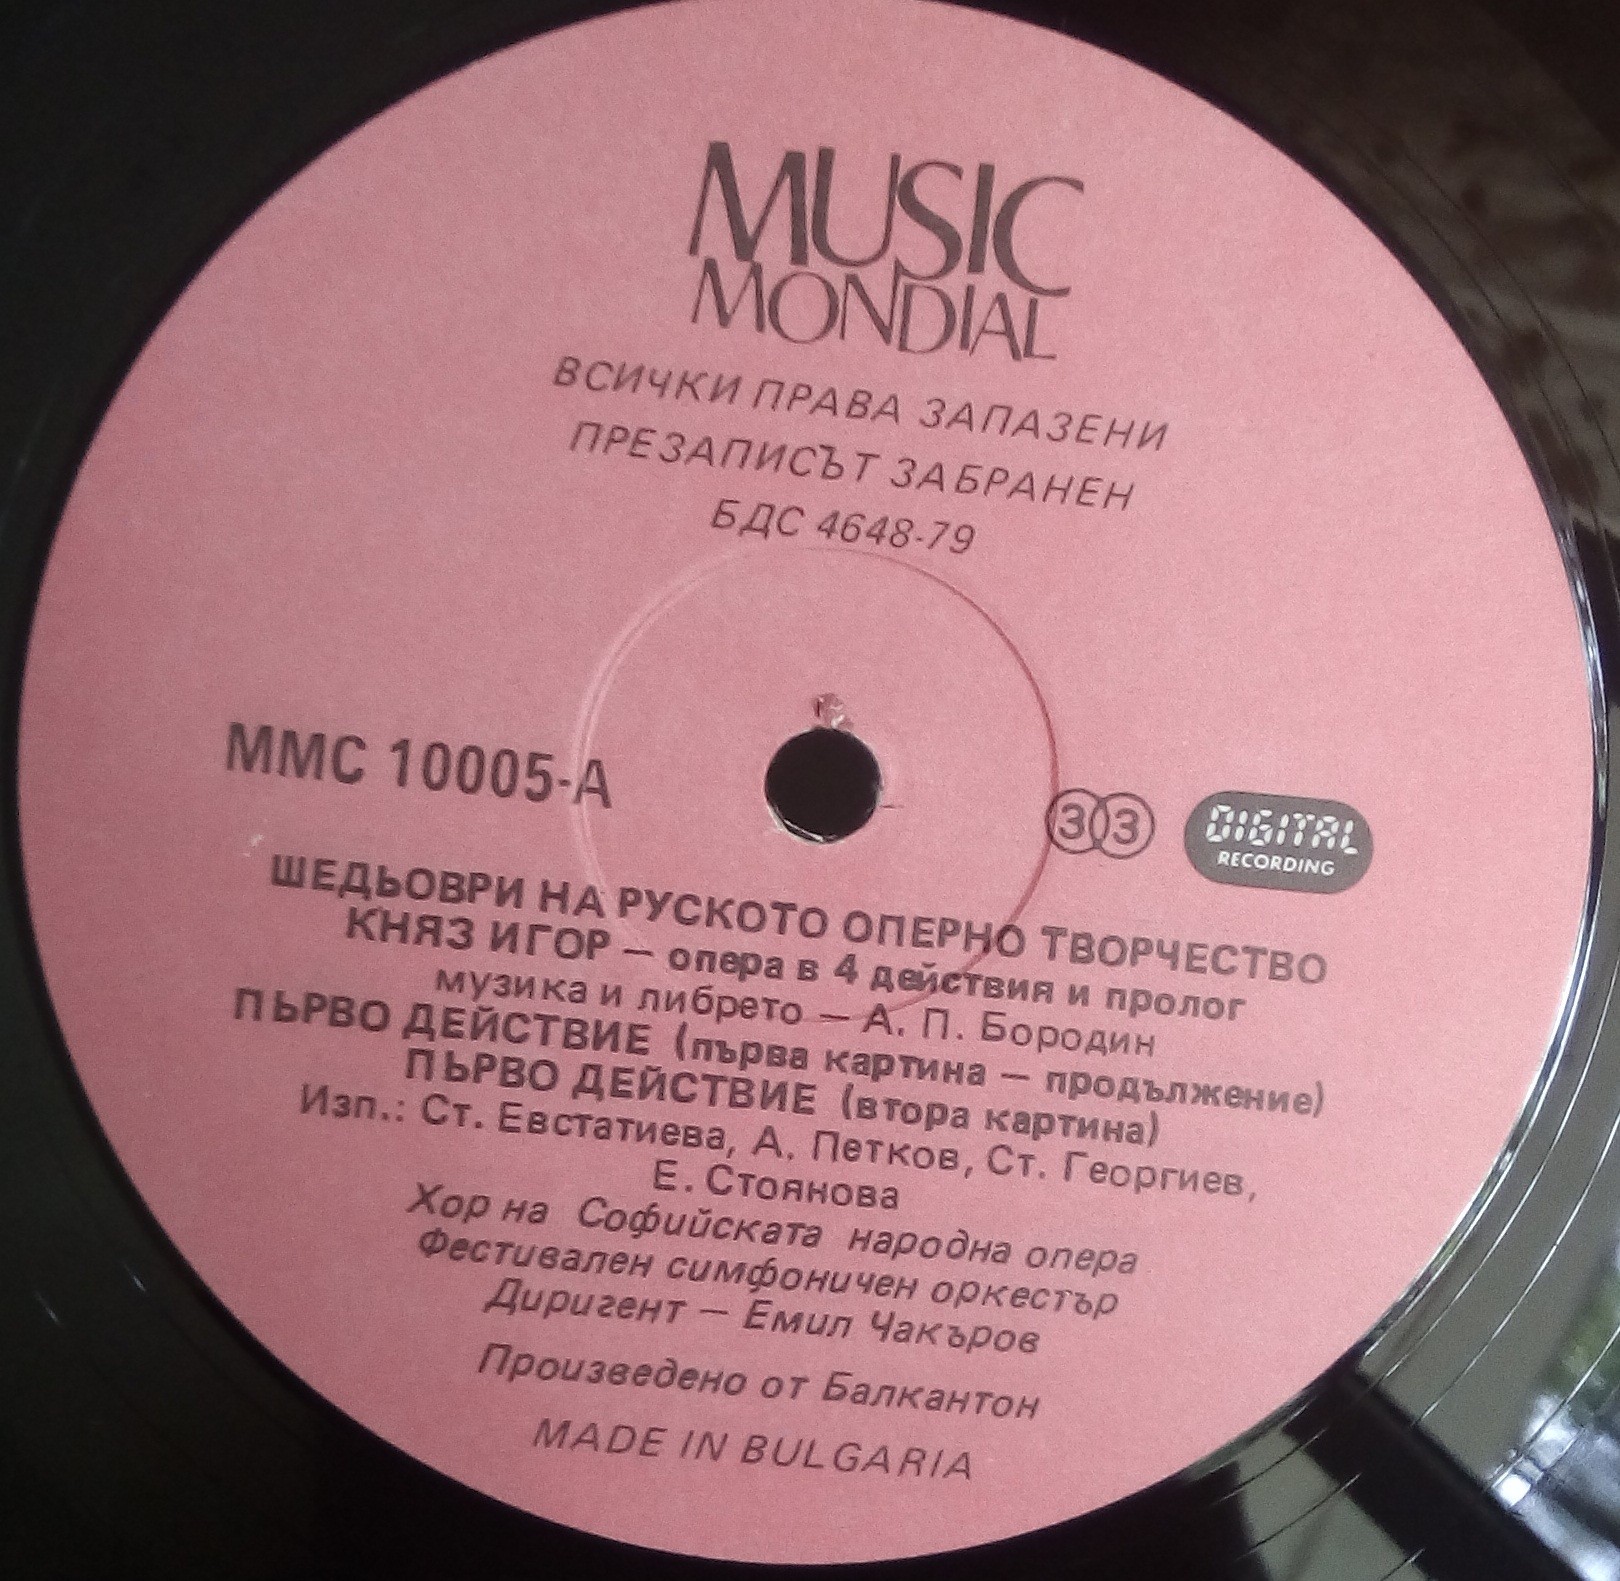 MUSIC
MONDIAL
ВСИЧКИ ПРАВА ЗАПАЗЕНИ
ПРЕЗАПИСЪТ ЗАБРАНЕН
БДС 4648-79
ММС 10005-А
33
DIGITAL
RECORDING
ШЕДЬОВРИ НА РУСКОТО ОПЕРНО ТВОРЧЕСТВО
КНЯЗ ИГОР — опера в 4 действия и пролог
музика и либрето — А. П. Бородин
ПЪРВО ДЕЙСТВИЕ (първа картина — продължение)
ПЪРВО ДЕЙСТВИЕ (втора картина)
Изп.: Ст. Евстатиева, А. Петков, Ст. Георгиев,
Е. Стоянова
Хор на Софийската народна опера
Фестивален симфоничен оркестър
Диригент — Емил Чакъров
Произведено от Балкантон
MADE IN BULGARIA